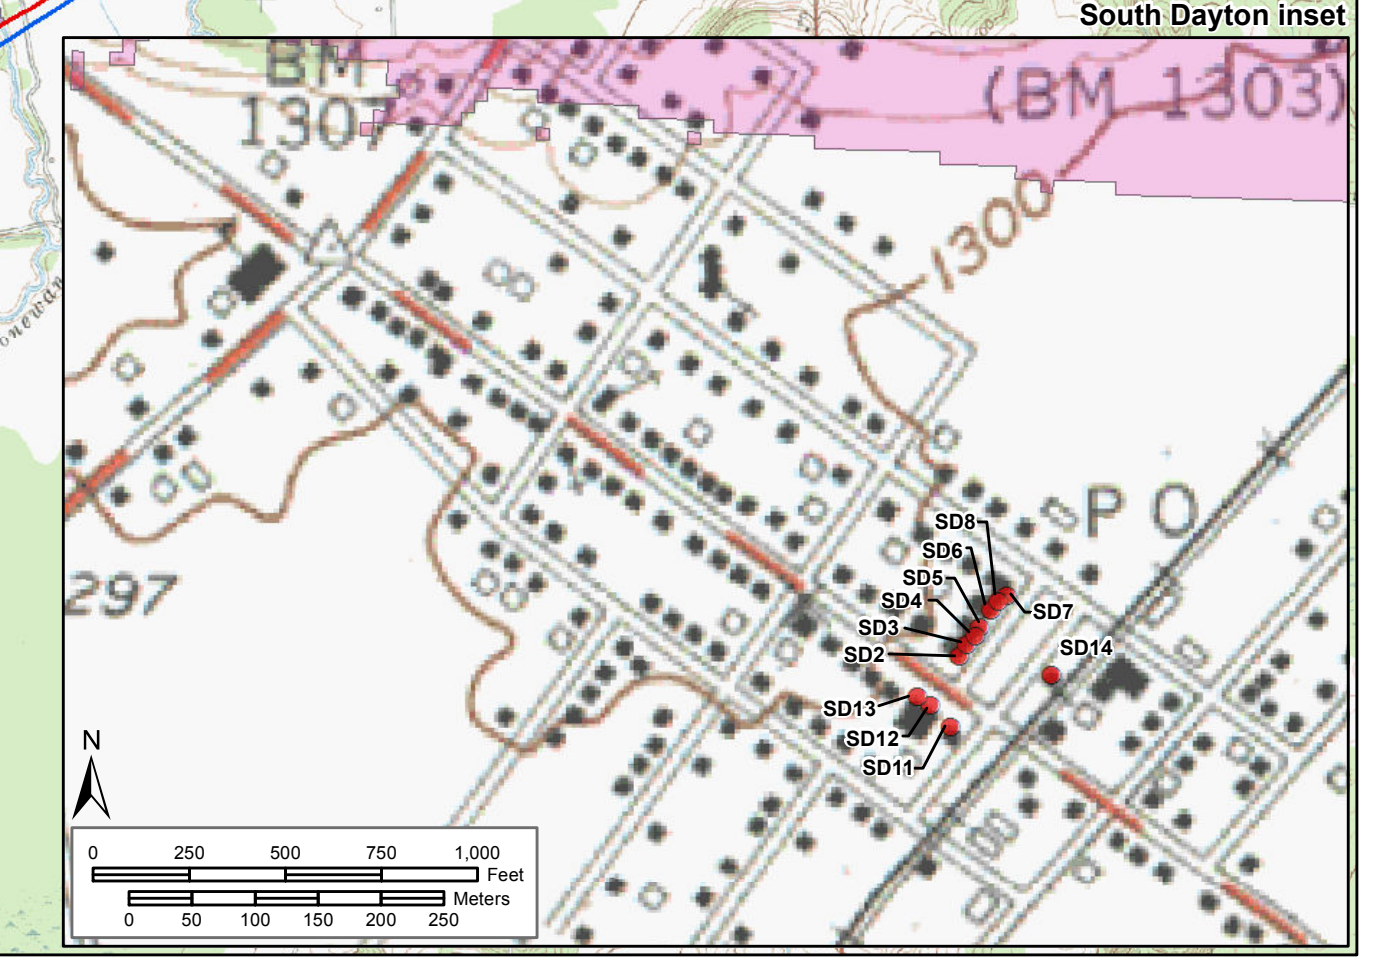 South Dayton inset
BM
1307
(BM 1303)
1300
P O
297
SD8
SD6
SD5
SD4
SD7
SD3
SD2
SD14
SD13
SD12
SD11
N
0 250 500 750 1,000
Feet
Meters
0 50 100 150 200 250